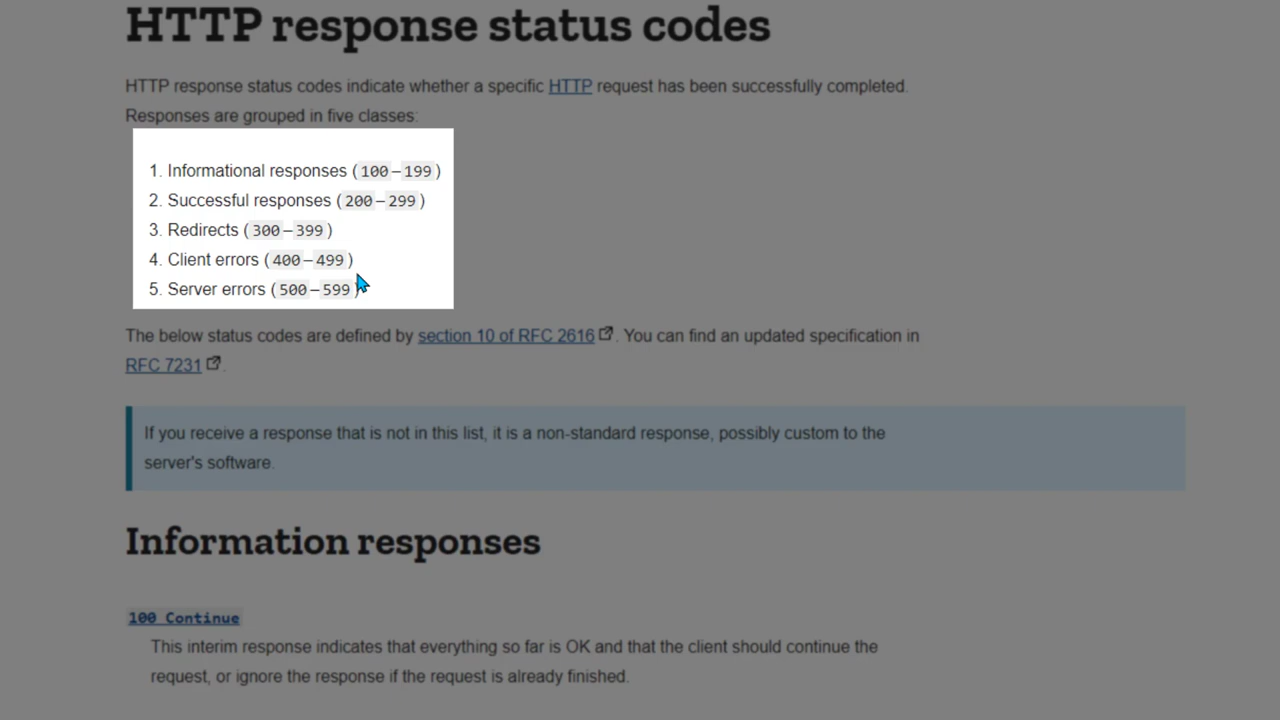 HTTP response status codes
HTTP response status codes indicate whether a specific HTTP request has been successfully completed.
Responses are grouped in five classes:
1. Informational responses (100–199)
2. Successful responses (200–299)
3. Redirects (300–399)
4. Client errors (400–499)
5. Server errors (500–599)
The below status codes are defined by section 10 of RFC 2616. You can find an updated specification in
RFC 7231.
If you receive a response that is not in this list, it is a non-standard response, possibly custom to the
server's software.
Information responses
100 Continue
This interim response indicates that everything so far is OK and that the client should continue the
request, or ignore the response if the request is already finished.